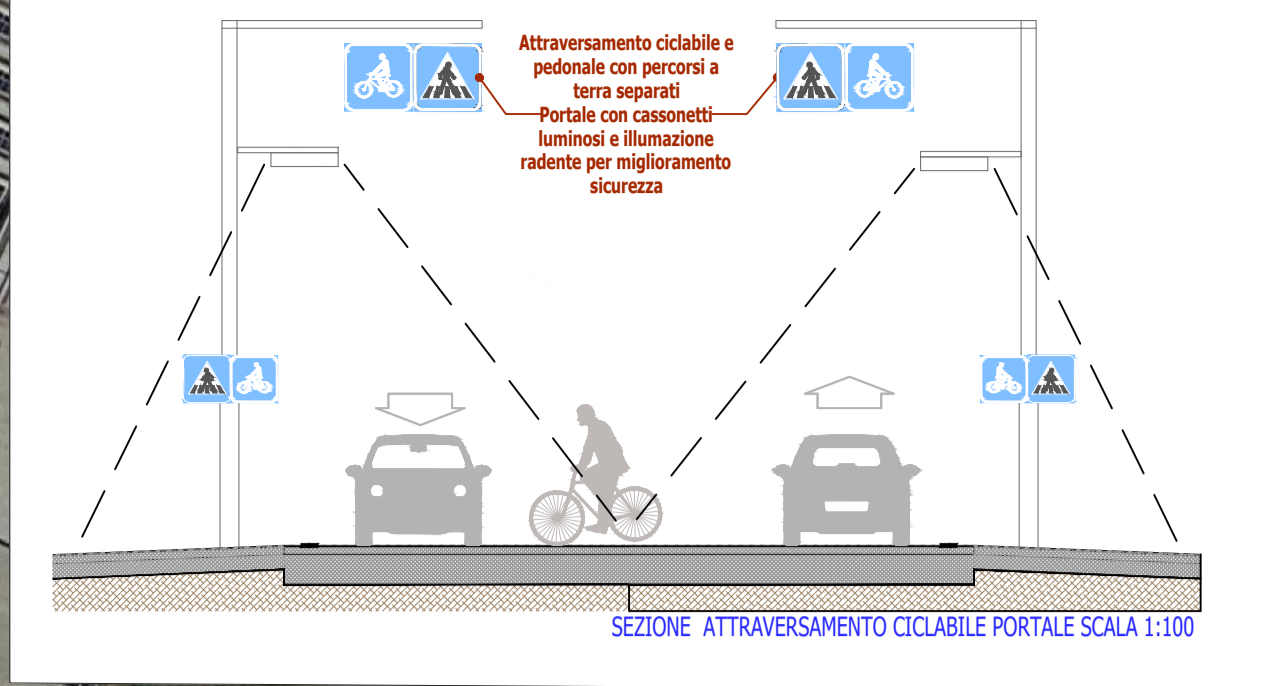 Attraversamento ciclabile e
pedonale con percorsi a
terra separati
Portale con cassonetti
luminosi e illumazione
radente per miglioramento
sicurezza
SEZIONE ATTRAVERSAMENTO CICLABILE PORTALE SCALA 1:100